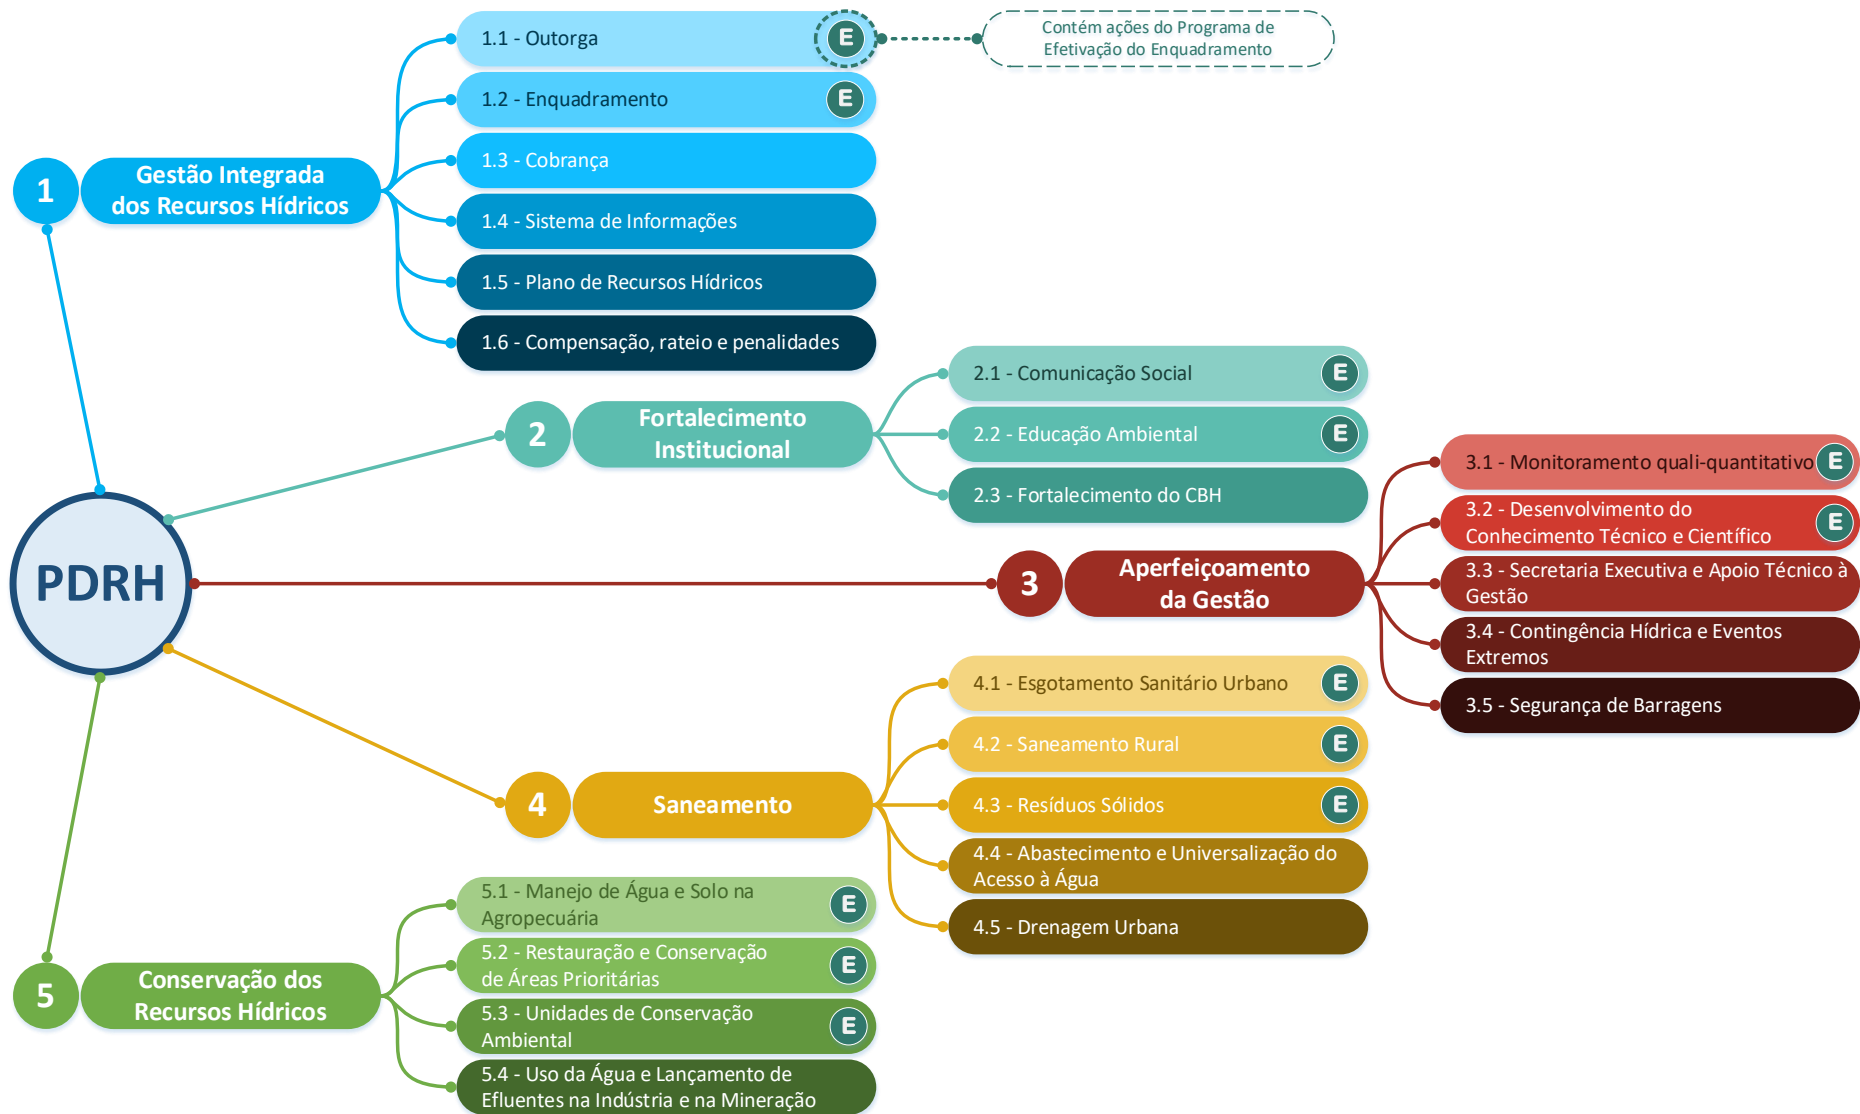 1.1 - Outorga
E
Contém ações do Programa de
Efetivação do Enquadramento
1.2 - Enquadramento
E
1.3 - Cobrança
1
Gestão Integrada
dos Recursos Hídricos
1.4 - Sistema de Informações
1.5 - Plano de Recursos Hídricos
1.6 - Compensação, rateio e penalidades
2
Fortalecimento
Institucional
2.1 - Comunicação Social
E
2.2 - Educação Ambiental
E
2.3 - Fortalecimento do CBH
PDRH
3
Aperfeiçoamento
da Gestão
3.1 - Monitoramento quali-quantitativo
E
3.2 - Desenvolvimento do
Conhecimento Técnico e Científico
E
3.3 - Secretaria Executiva e Apoio Técnico à
Gestão
3.4 - Contingência Hídrica e Eventos
Extremos
3.5 - Segurança de Barragens
4
Saneamento
4.1 - Esgotamento Sanitário Urbano
E
4.2 - Saneamento Rural
E
4.3 - Resíduos Sólidos
E
4.4 - Abastecimento e Universalização do
Acesso à Água
4.5 - Drenagem Urbana
5
Conservação dos
Recursos Hídricos
5.1 - Manejo de Água e Solo na
Agropecuária
E
5.2 - Restauração e Conservação
de Áreas Prioritárias
E
5.3 - Unidades de Conservação
Ambiental
E
5.4 - Uso da Água e Lançamento de
Efluentes na Indústria e na Mineração